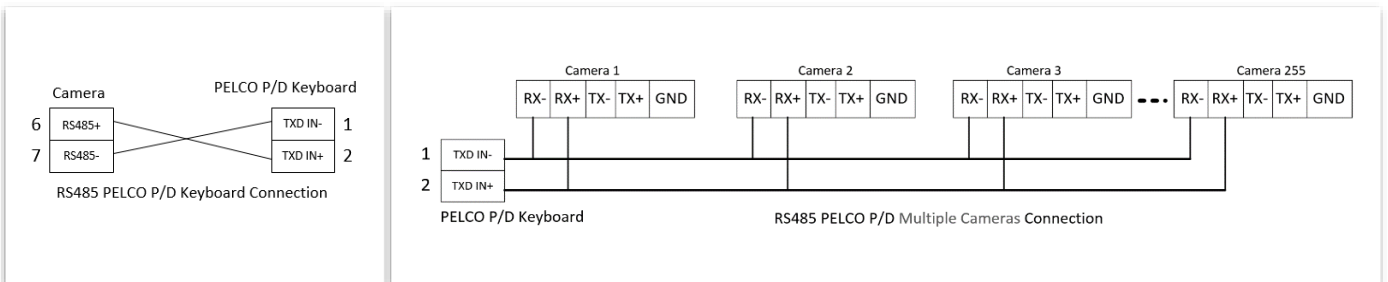 PELCO P/D Keyboard
Camera
6 RS485+ TXD IN- 1
7 RS485- TXD IN+ 2
RS485 PELCO P/D Keyboard Connection
Camera 1 Camera 2 Camera 3 Camera 255
RX- RX+ TX- TX+ GND RX- RX+ TX- TX+ GND RX- RX+ TX- TX+ GND RX- RX+ TX- TX+ GND
1 TXD IN-
2 TXD IN+
PELCO P/D Keyboard RS485 PELCO P/D Multiple Cameras Connection